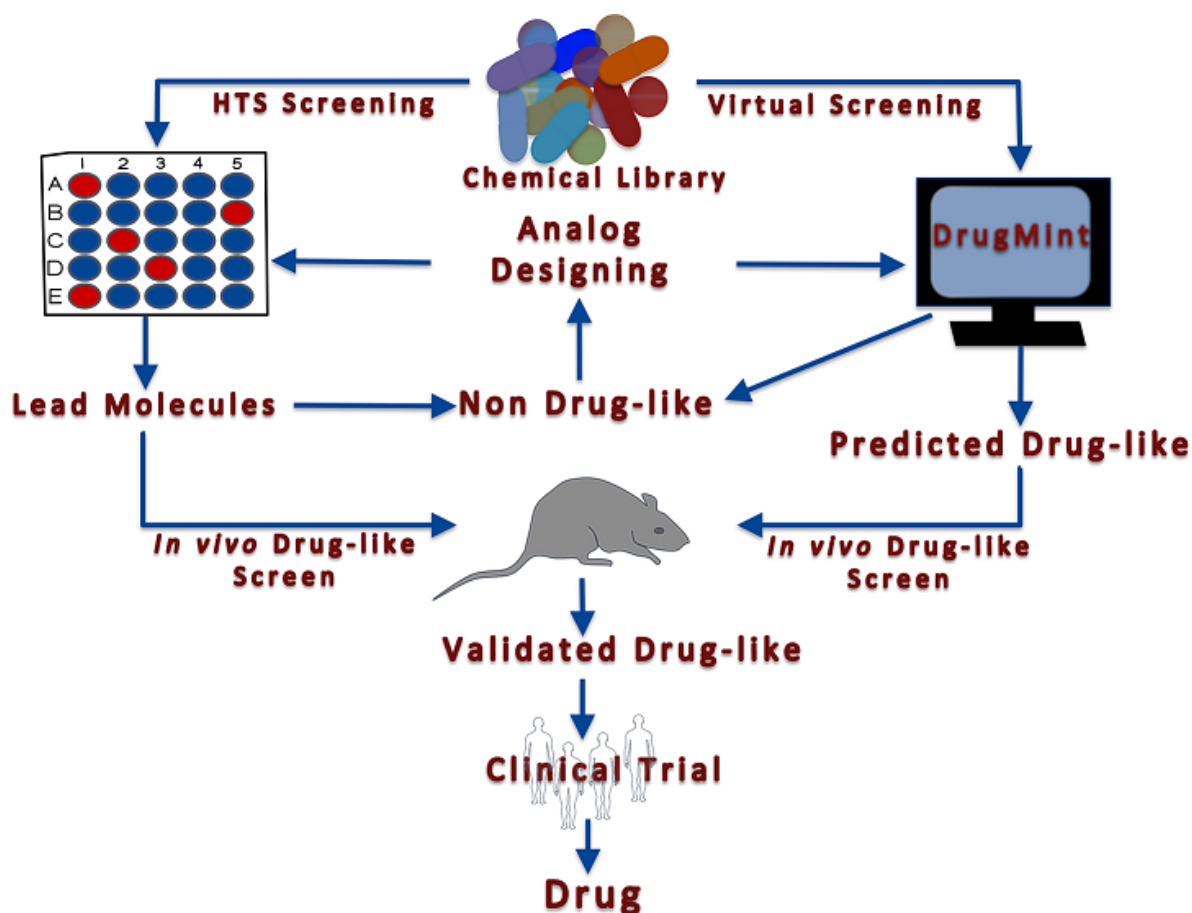 HTS Screening
Virtual Screening
Chemical Library
1 2 3 4 5
A
B
C
D
E
Analog
Designing
DrugMint
Lead Molecules
Non Drug-like
Predicted Drug-like
In vivo Drug-like
Screen
In vivo Drug-like
Screen
Validated Drug-like
Clinical Trial
Drug